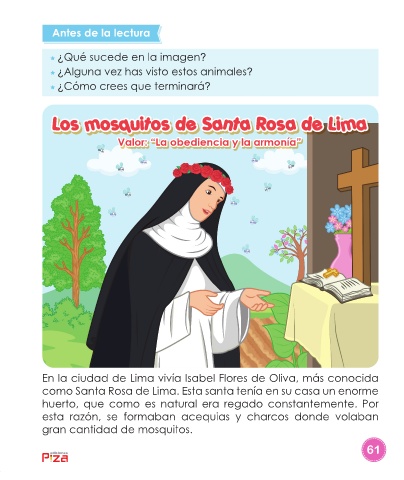 Antes de la lectura
¿Qué sucede en la imagen?
¿Alguna vez has visto estos animales?
¿Cómo crees que terminará?
Los mosquitos de Santa Rosa de Lima
Valor: "La obediencia y la armonía"
En la ciudad de Lima vivía Isabel Flores de Oliva, más conocida
como Santa Rosa de Lima. Esta santa tenía en su casa un enorme
huerto, que como es natural era regado constantemente. Por
esta razón, se formaban acequias y charcos donde volaban
gran cantidad de mosquitos.
61